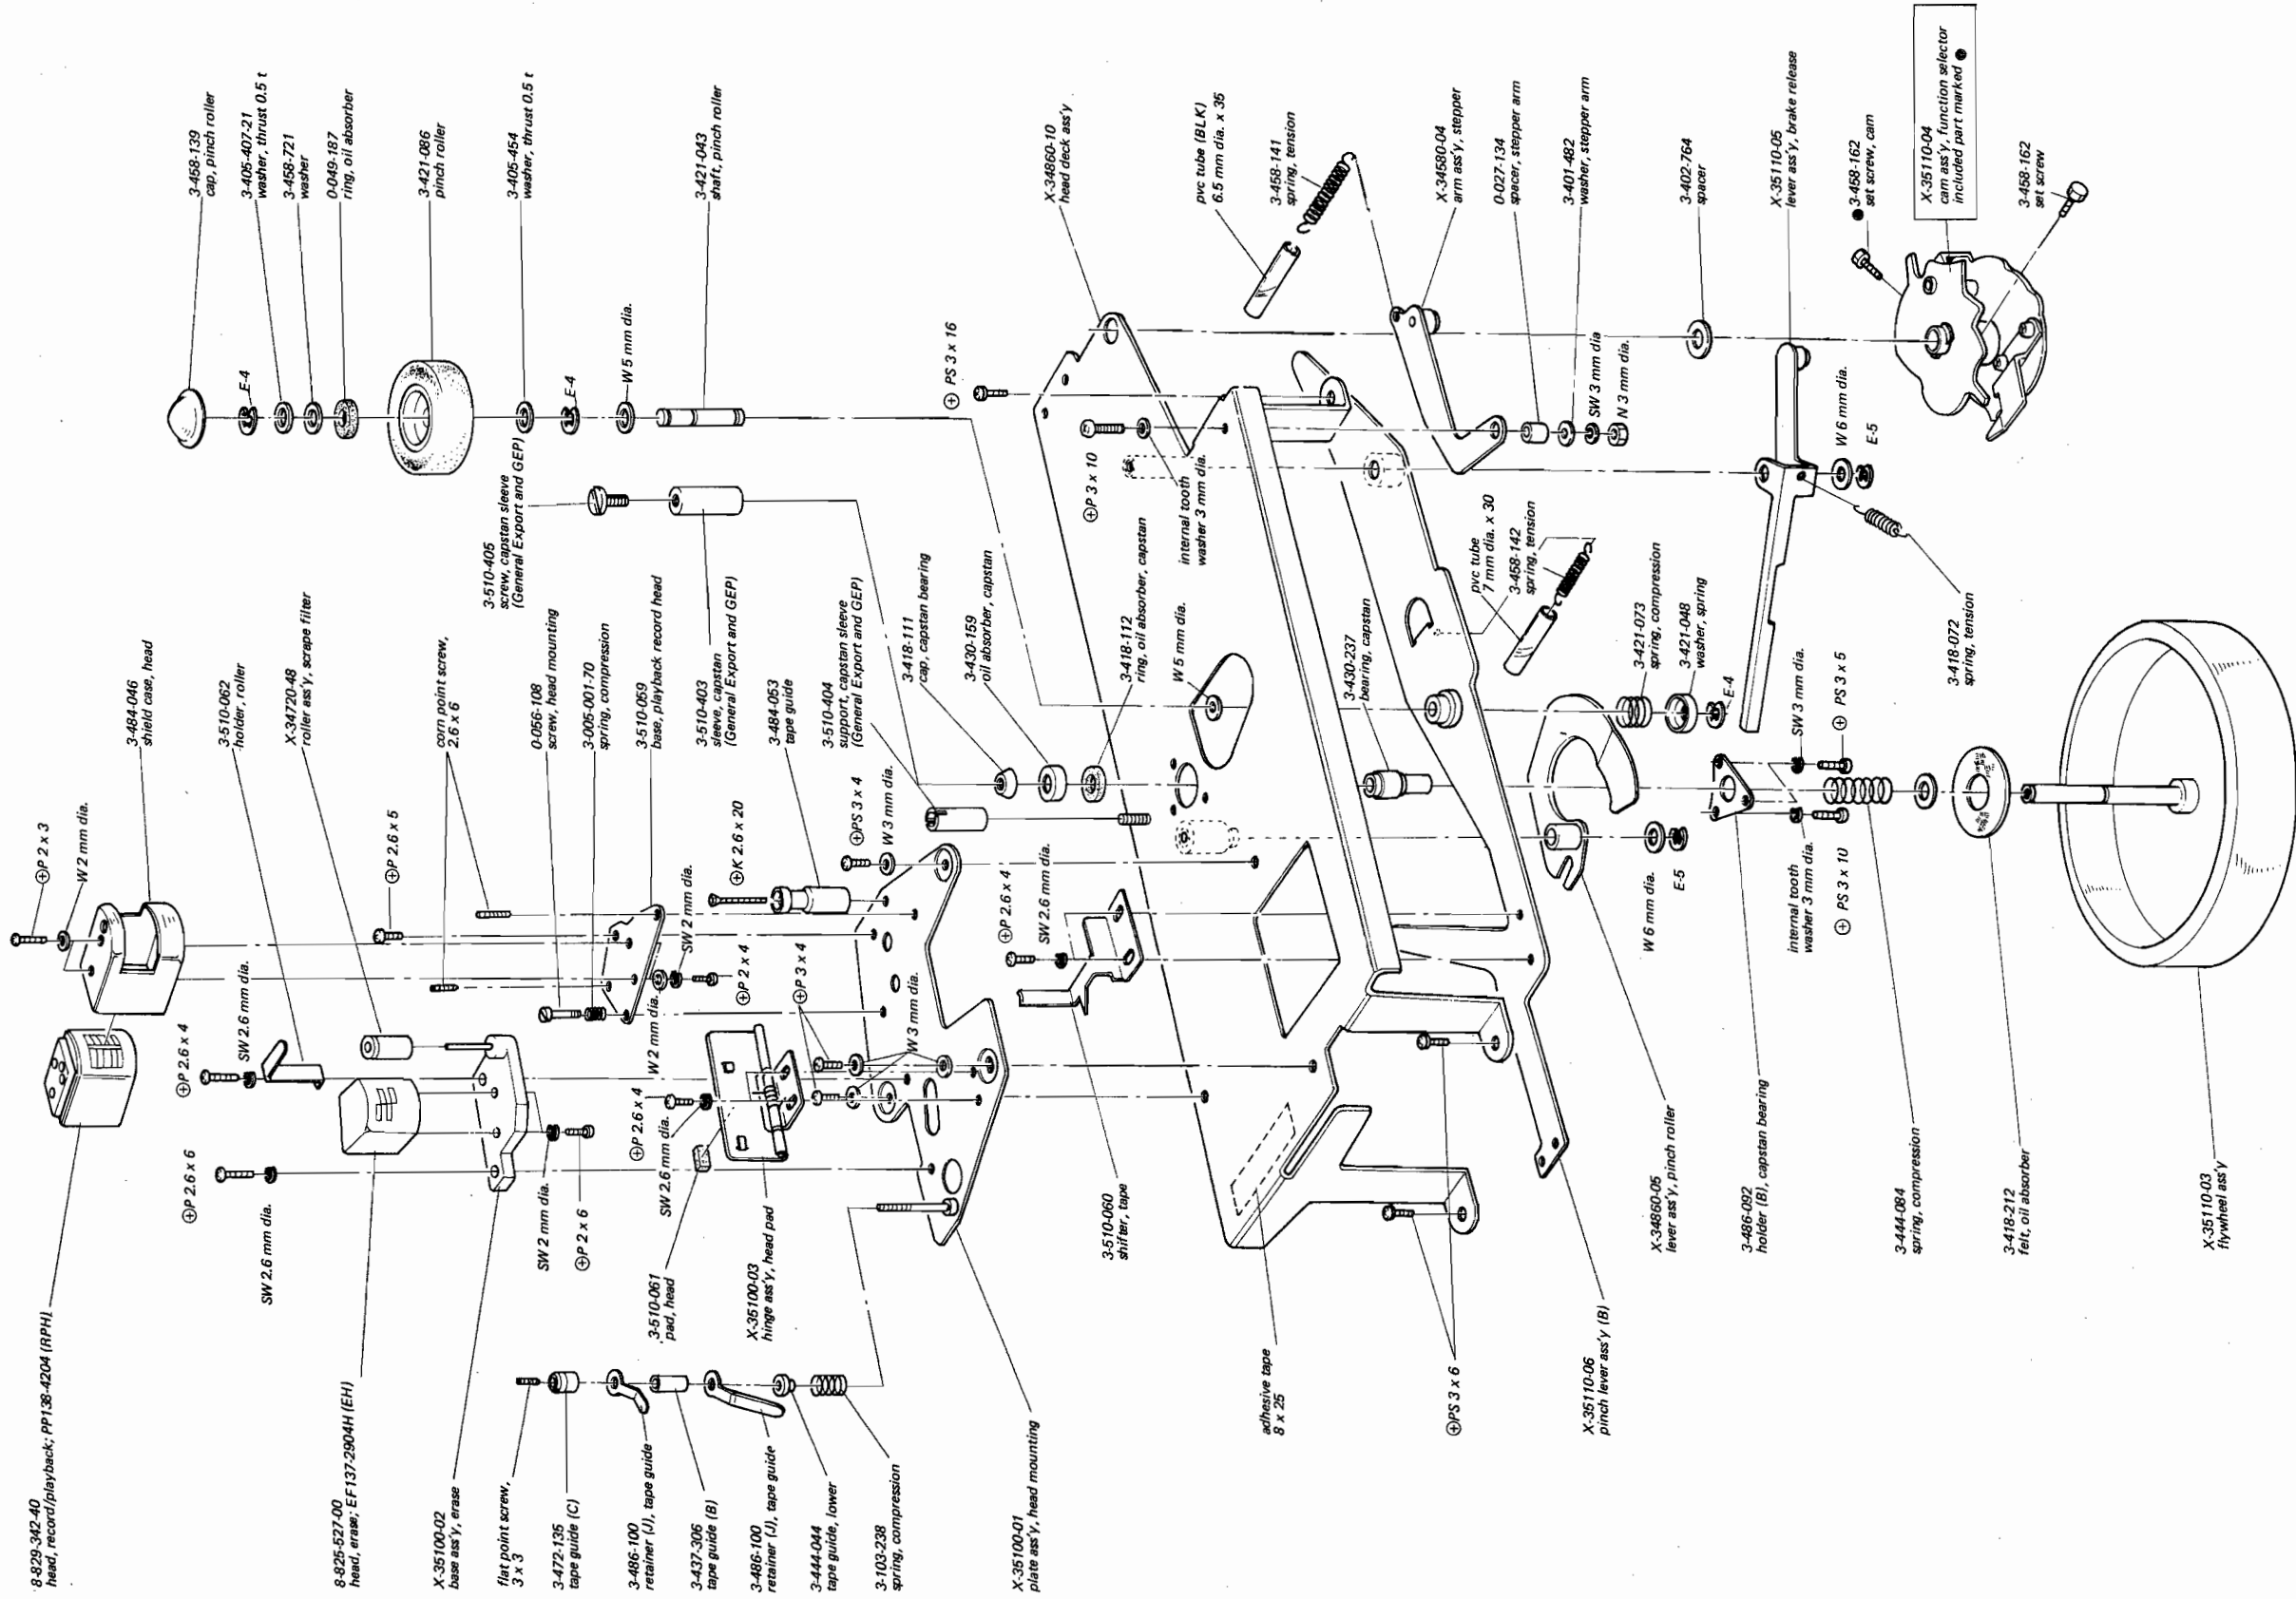 8-829-342-40
head, record/playback; PP138-4204 (RPH)
8-825-527-00
head, erase; EF137-2904H (EH)
X-35100-02
base ass'y, erase
flat point screw,
3 x 3
3-472-135
tape guide (C)
3-486-100
retainer (J), tape guide
3-437-306
tape guide (B)
3-486-100
retainer (J), tape guide
3-444-044
tape guide, lower
3-103-238
spring, compression
X-35100-01
plate ass'y, head mounting
⊕P 2.6 x 6
SW 2.6 mm dia.
⊕P 2.6 x 4
SW 2.6 mm dia.
SW 2 mm dia.
⊕P 2 x 6
3-510-061
pad, head
X-35100-03
hinge ass'y, head pad
⊕P 2.6 x 4
SW 2.6 mm dia.
⊕P 2 x 3
W 2 mm dia.
3-484-046
shield case, head
3-510-062
holder, roller
X-34720-48
roller ass'y, scrape filter
⊕P 2.6 x 5
corn point screw,
2.6 x 6
0-056-108
screw, head mounting
3-005-001-70
spring, compression
3-510-059
base, playback record head
W 2 mm dia.
SW 2 mm dia.
⊕P 2 x 4
⊕P 3 x 4
W 3 mm dia.
⊕K 2.6 x 20
3-510-403
sleeve, capstan
(General Export and GEP)
3-484-053
tape guide
3-510-404
support, capstan sleeve
(General Export and GEP)
⊕PS 3 x 4
W 3 mm dia.
3-418-111
cap, capstan bearing
3-430-159
oil absorber, capstan
3-418-112
ring, oil absorber, capstan
W 5 mm dia.
3-510-405
screw, capstan sleeve
(General Export and GEP)
3-458-139
cap, pinch roller
E-4
3-405-407-21
washer, thrust 0.5 t
3-458-721
washer
0-049-187
ring, oil absorber
3-421-086
pinch roller
3-405-454
washer, thrust 0.5 t
E-4
W 5 mm dia.
3-421-043
shaft, pinch roller
⊕ PS 3 x 16
X-34860-10
head deck ass'y
⊕P 3 x 10
internal tooth
washer 3 mm dia.
pvc tube (BLK)
6.5 mm dia. x 35
3-458-141
spring, tension
X-34580-04
arm ass'y, stepper
0-027-134
spacer, stepper arm
3-401-482
washer, stepper arm
SW 3 mm dia
N 3 mm dia.
3-402-764
spacer
X-35110-05
lever ass'y, brake release
W 6 mm dia.
E-5
● 3-458-162
set screw, cam
X-35110-04
cam ass'y, function selector
included part marked ●
3-458-162
set screw
⊕P 2.6 x 4
SW 2.6 mm dia.
3-510-060
shifter, tape
adhesive tape
8 x 25
⊕PS 3 x 6
X-35110-06
pinch lever ass'y (B)
3-430-237
bearing, capstan
pvc tube
7 mm dia. x 30
3-458-142
spring, tension
3-421-073
spring, compression
3-421-048
washer, spring
E-4
3-418-072
spring, tension
X-34860-05
lever ass'y, pinch roller
W 6 mm dia.
E-5
3-486-092
holder (B), capstan bearing
internal tooth
washer 3 mm dia.
⊕ PS 3 x 10
SW 3 mm dia.
⊕ PS 3 x 5
3-444-084
spring, compression
3-418-212
felt, oil absorber
X-35110-03
flywheel ass'y